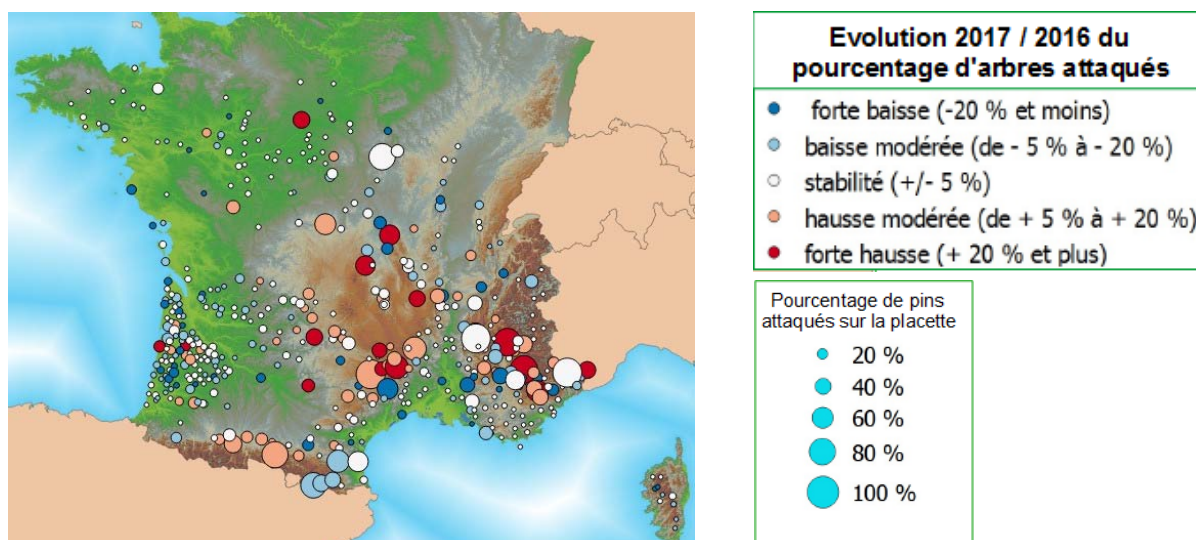 Evolution 2017 / 2016 du
pourcentage d'arbres attaqués
forte baisse (-20 % et moins)
baisse modérée (de - 5 % à - 20 %)
stabilité (+/- 5 %)
hausse modérée (de + 5 % à + 20 %)
forte hausse (+ 20 % et plus)
Pourcentage de pins
attaqués sur la placette
20 %
40 %
60 %
80 %
100 %